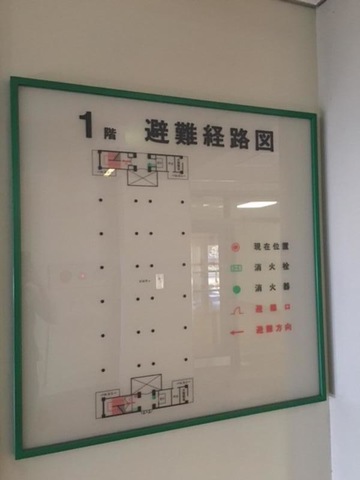 1階 避難経路図
現在位置
消火栓
消火器
避難口
避難方向